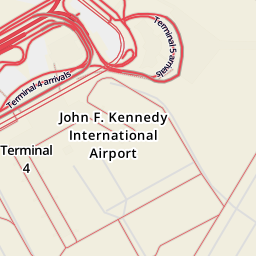 Terminal 5 arrivals
Terminal 4 arrivals
John F. Kennedy
International
Airport
Terminal
4